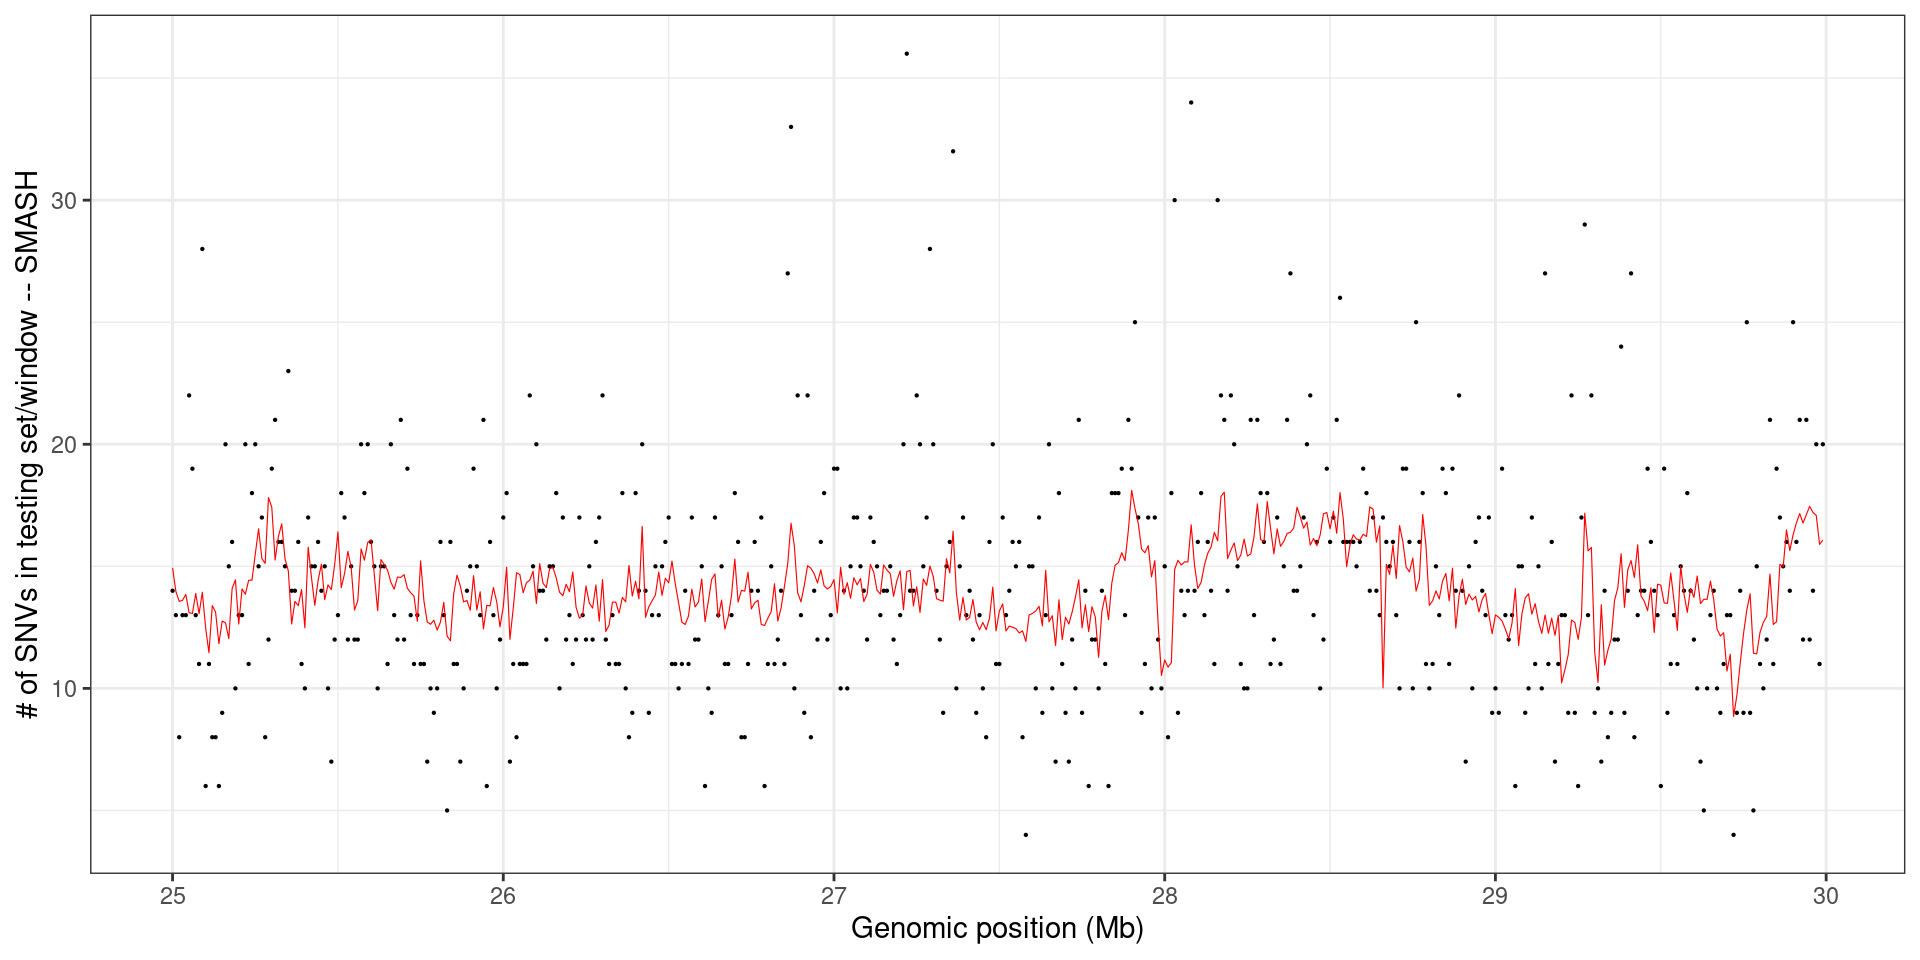 # of SNVs in testing set/window -- SMASH
30
20
10
25 26 27 28 29 30
Genomic position (Mb)